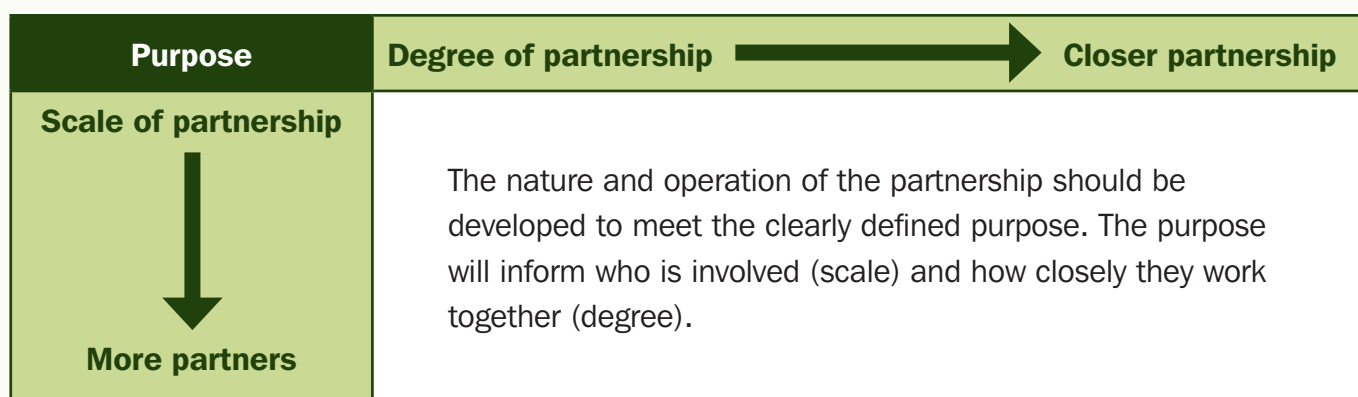 Purpose
Degree of partnership
Closer partnership
Scale of partnership
More partners
The nature and operation of the partnership should be
developed to meet the clearly defined purpose. The purpose
will inform who is involved (scale) and how closely they work
together (degree).